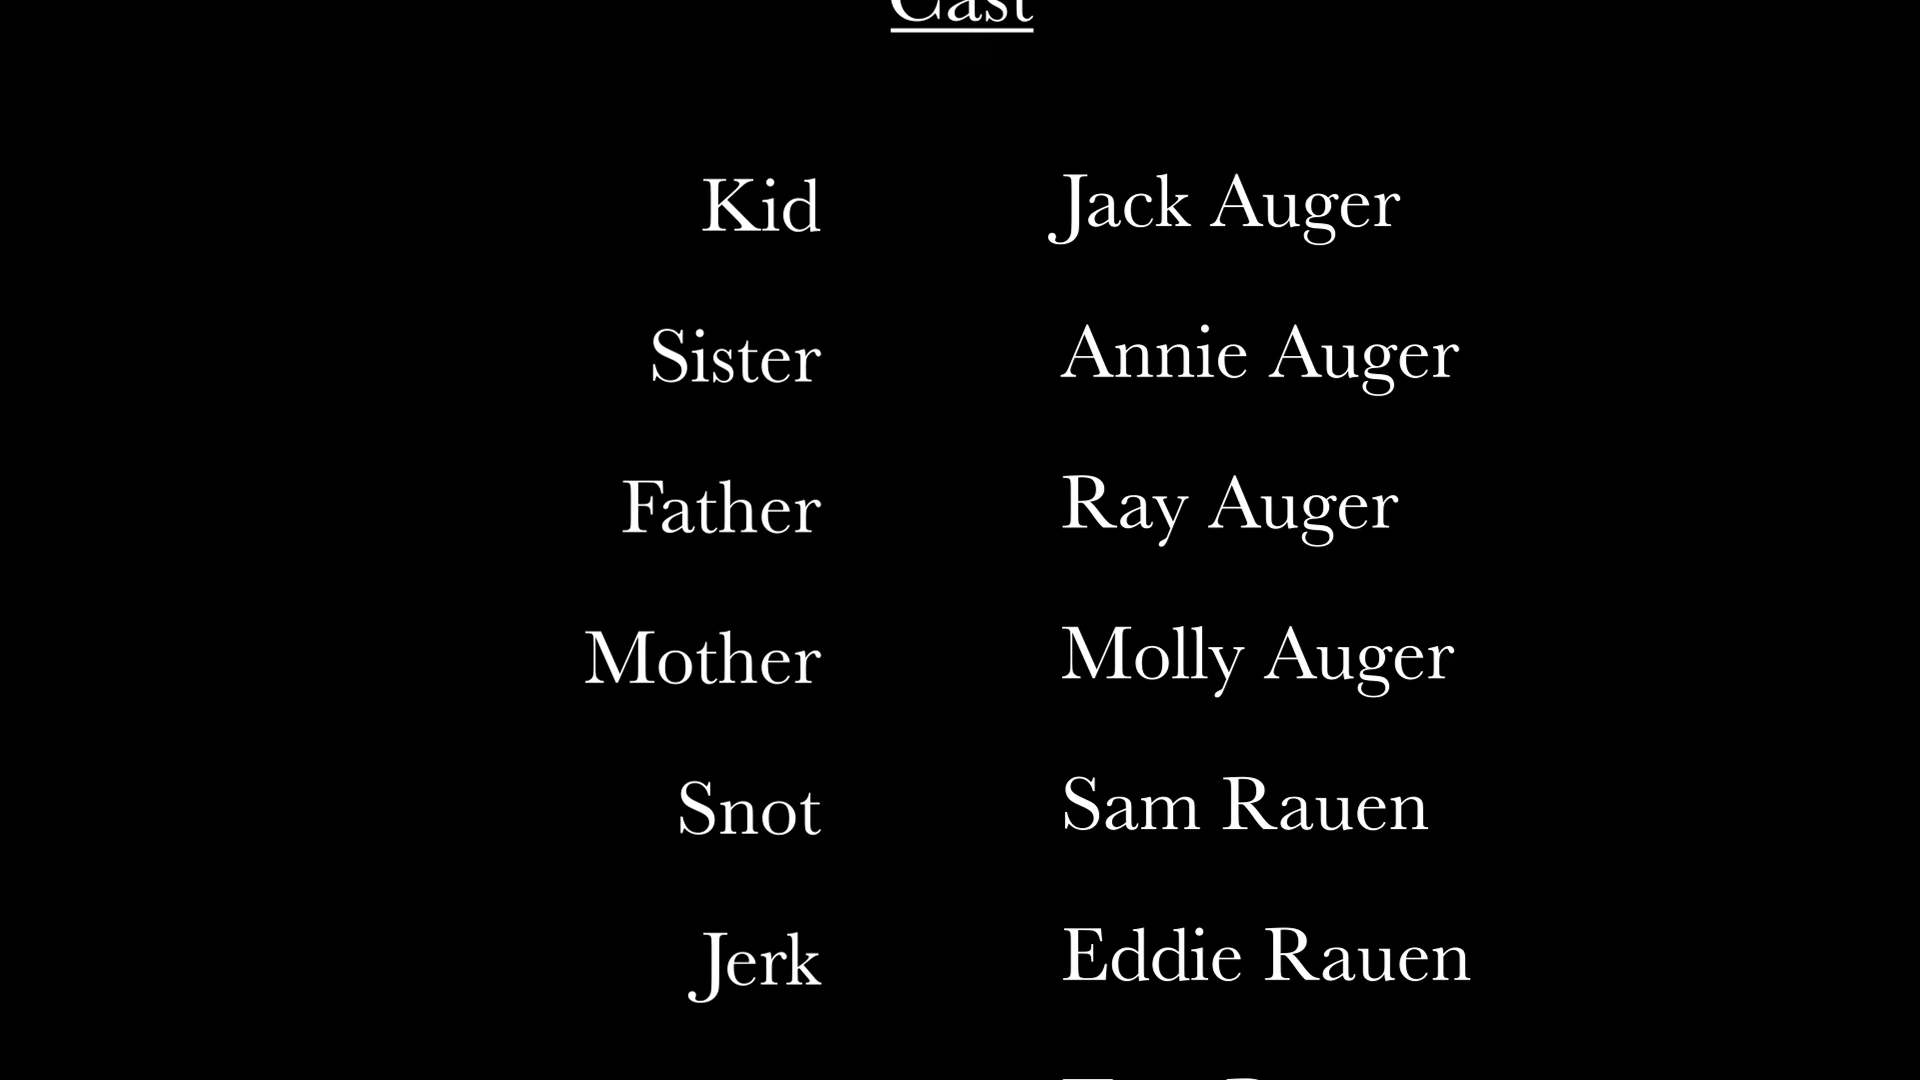 Cast
Kid Jack Auger
Sister Annie Auger
Father Ray Auger
Mother Molly Auger
Snot Sam Rauen
Jerk Eddie Rauen